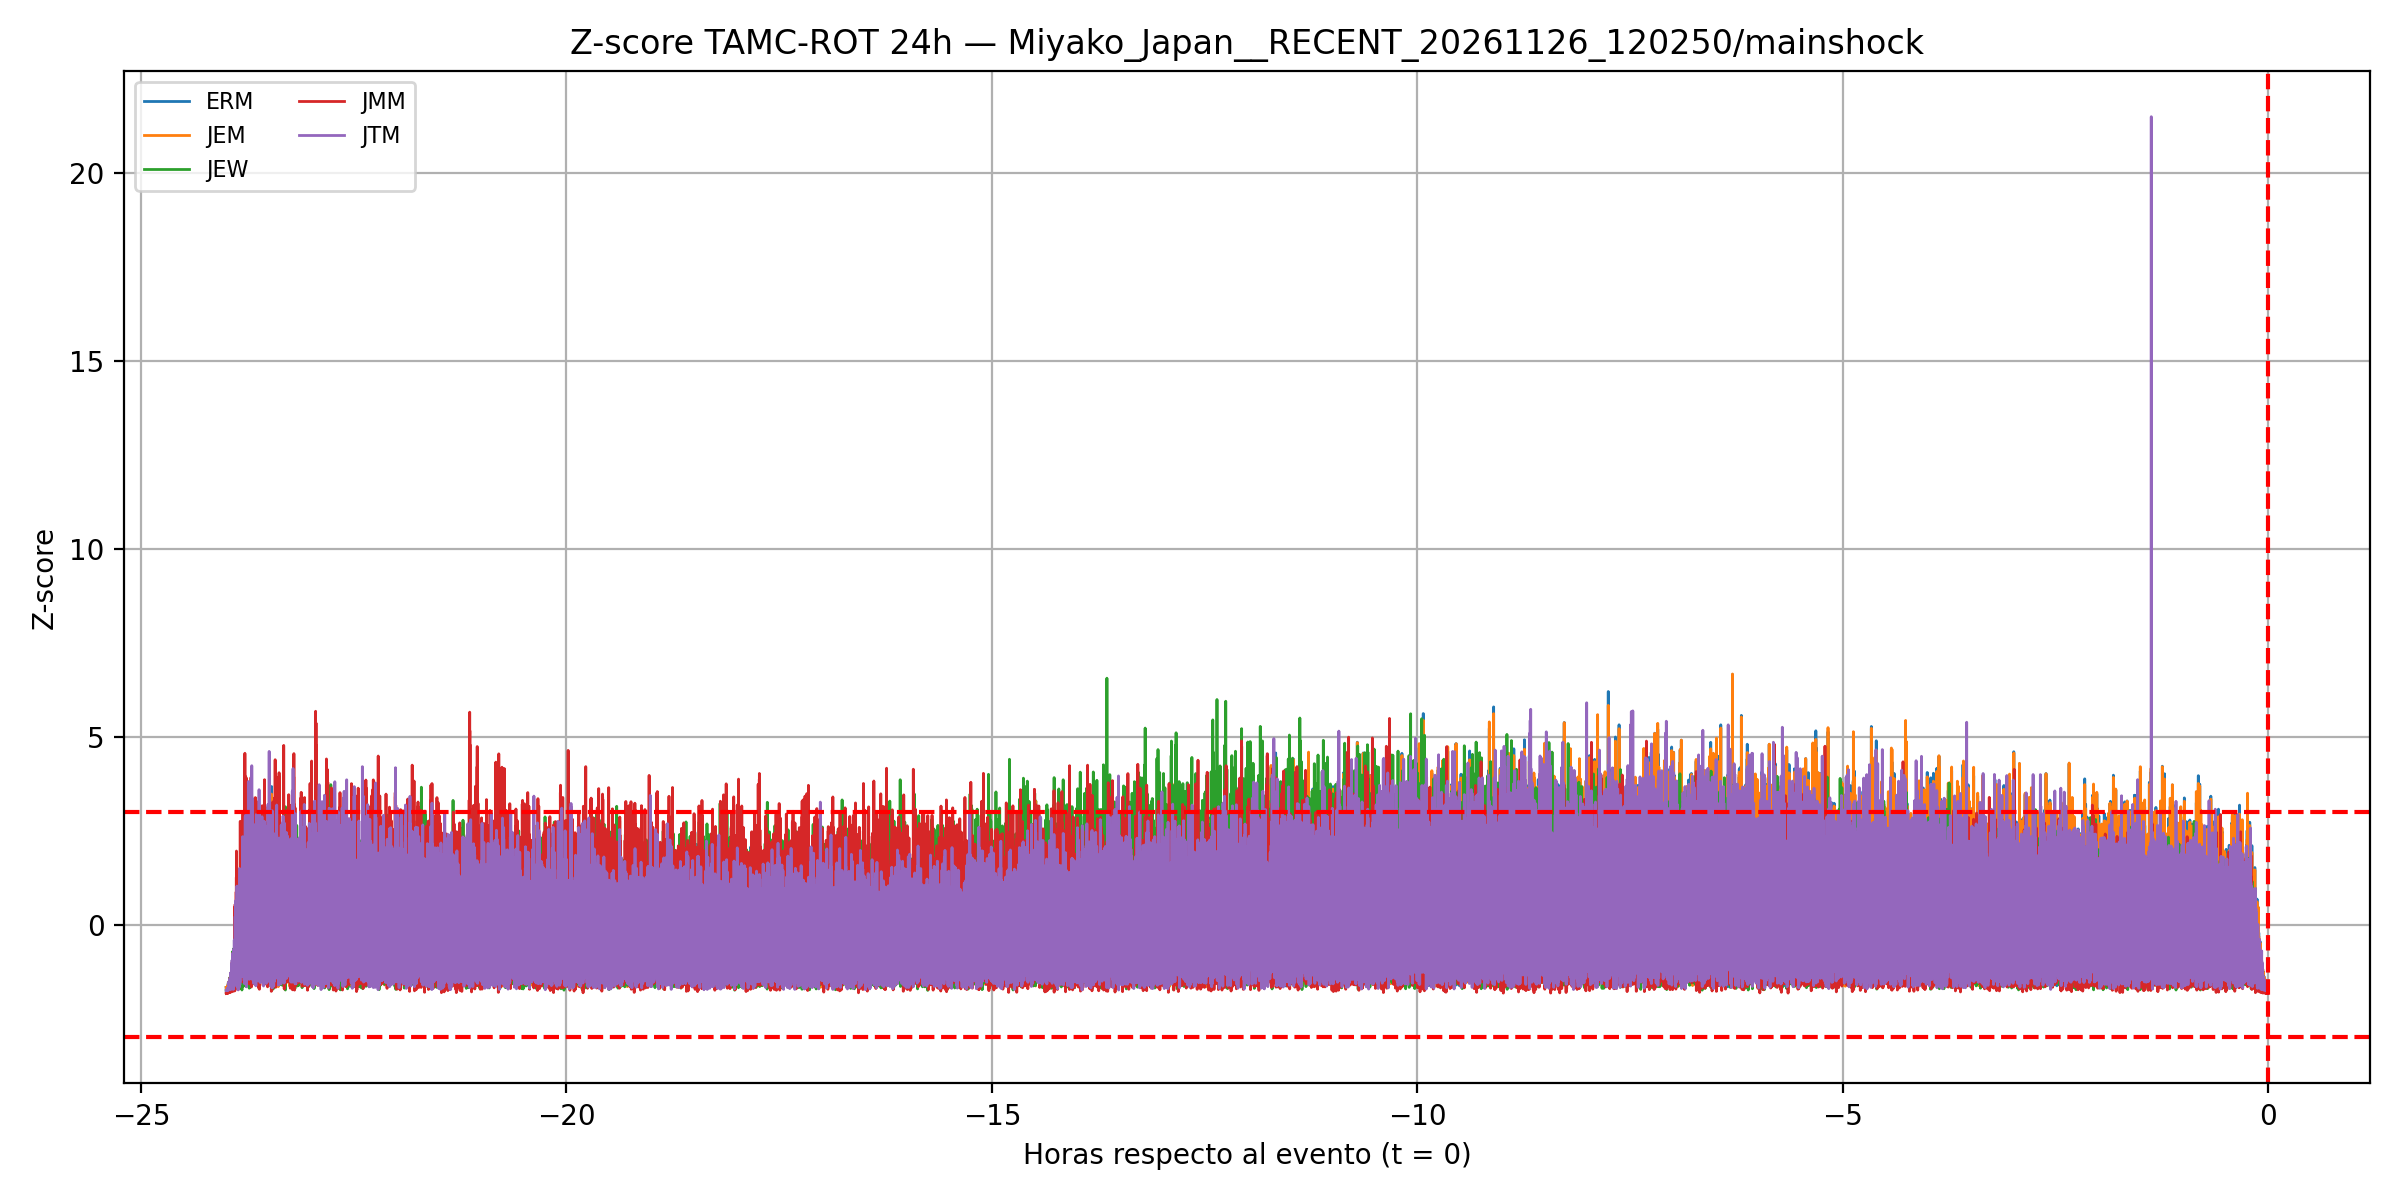 Z-score TAMC-ROT 24h — Miyako_Japan__RECENT_20261126_120250/mainshock
ERM
JEM
JEW
JMM
JTM
Z-score
20
15
10
5
0
−25
−20
−15
−10
−5
0
Horas respecto al evento (t = 0)